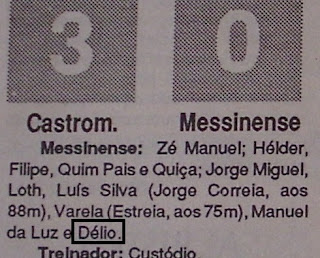 3 0
Castrom. Messinense
Messinense: Zé Manuel; Hélder,
Filipe, Quim Pais e Quiça; Jorge Miguel,
Loth, Luís Silva (Jorge Correia, aos
88m), Varela (Estreia, aos 75m), Manuel
da Luz e Délio.
Treinador: Custódio